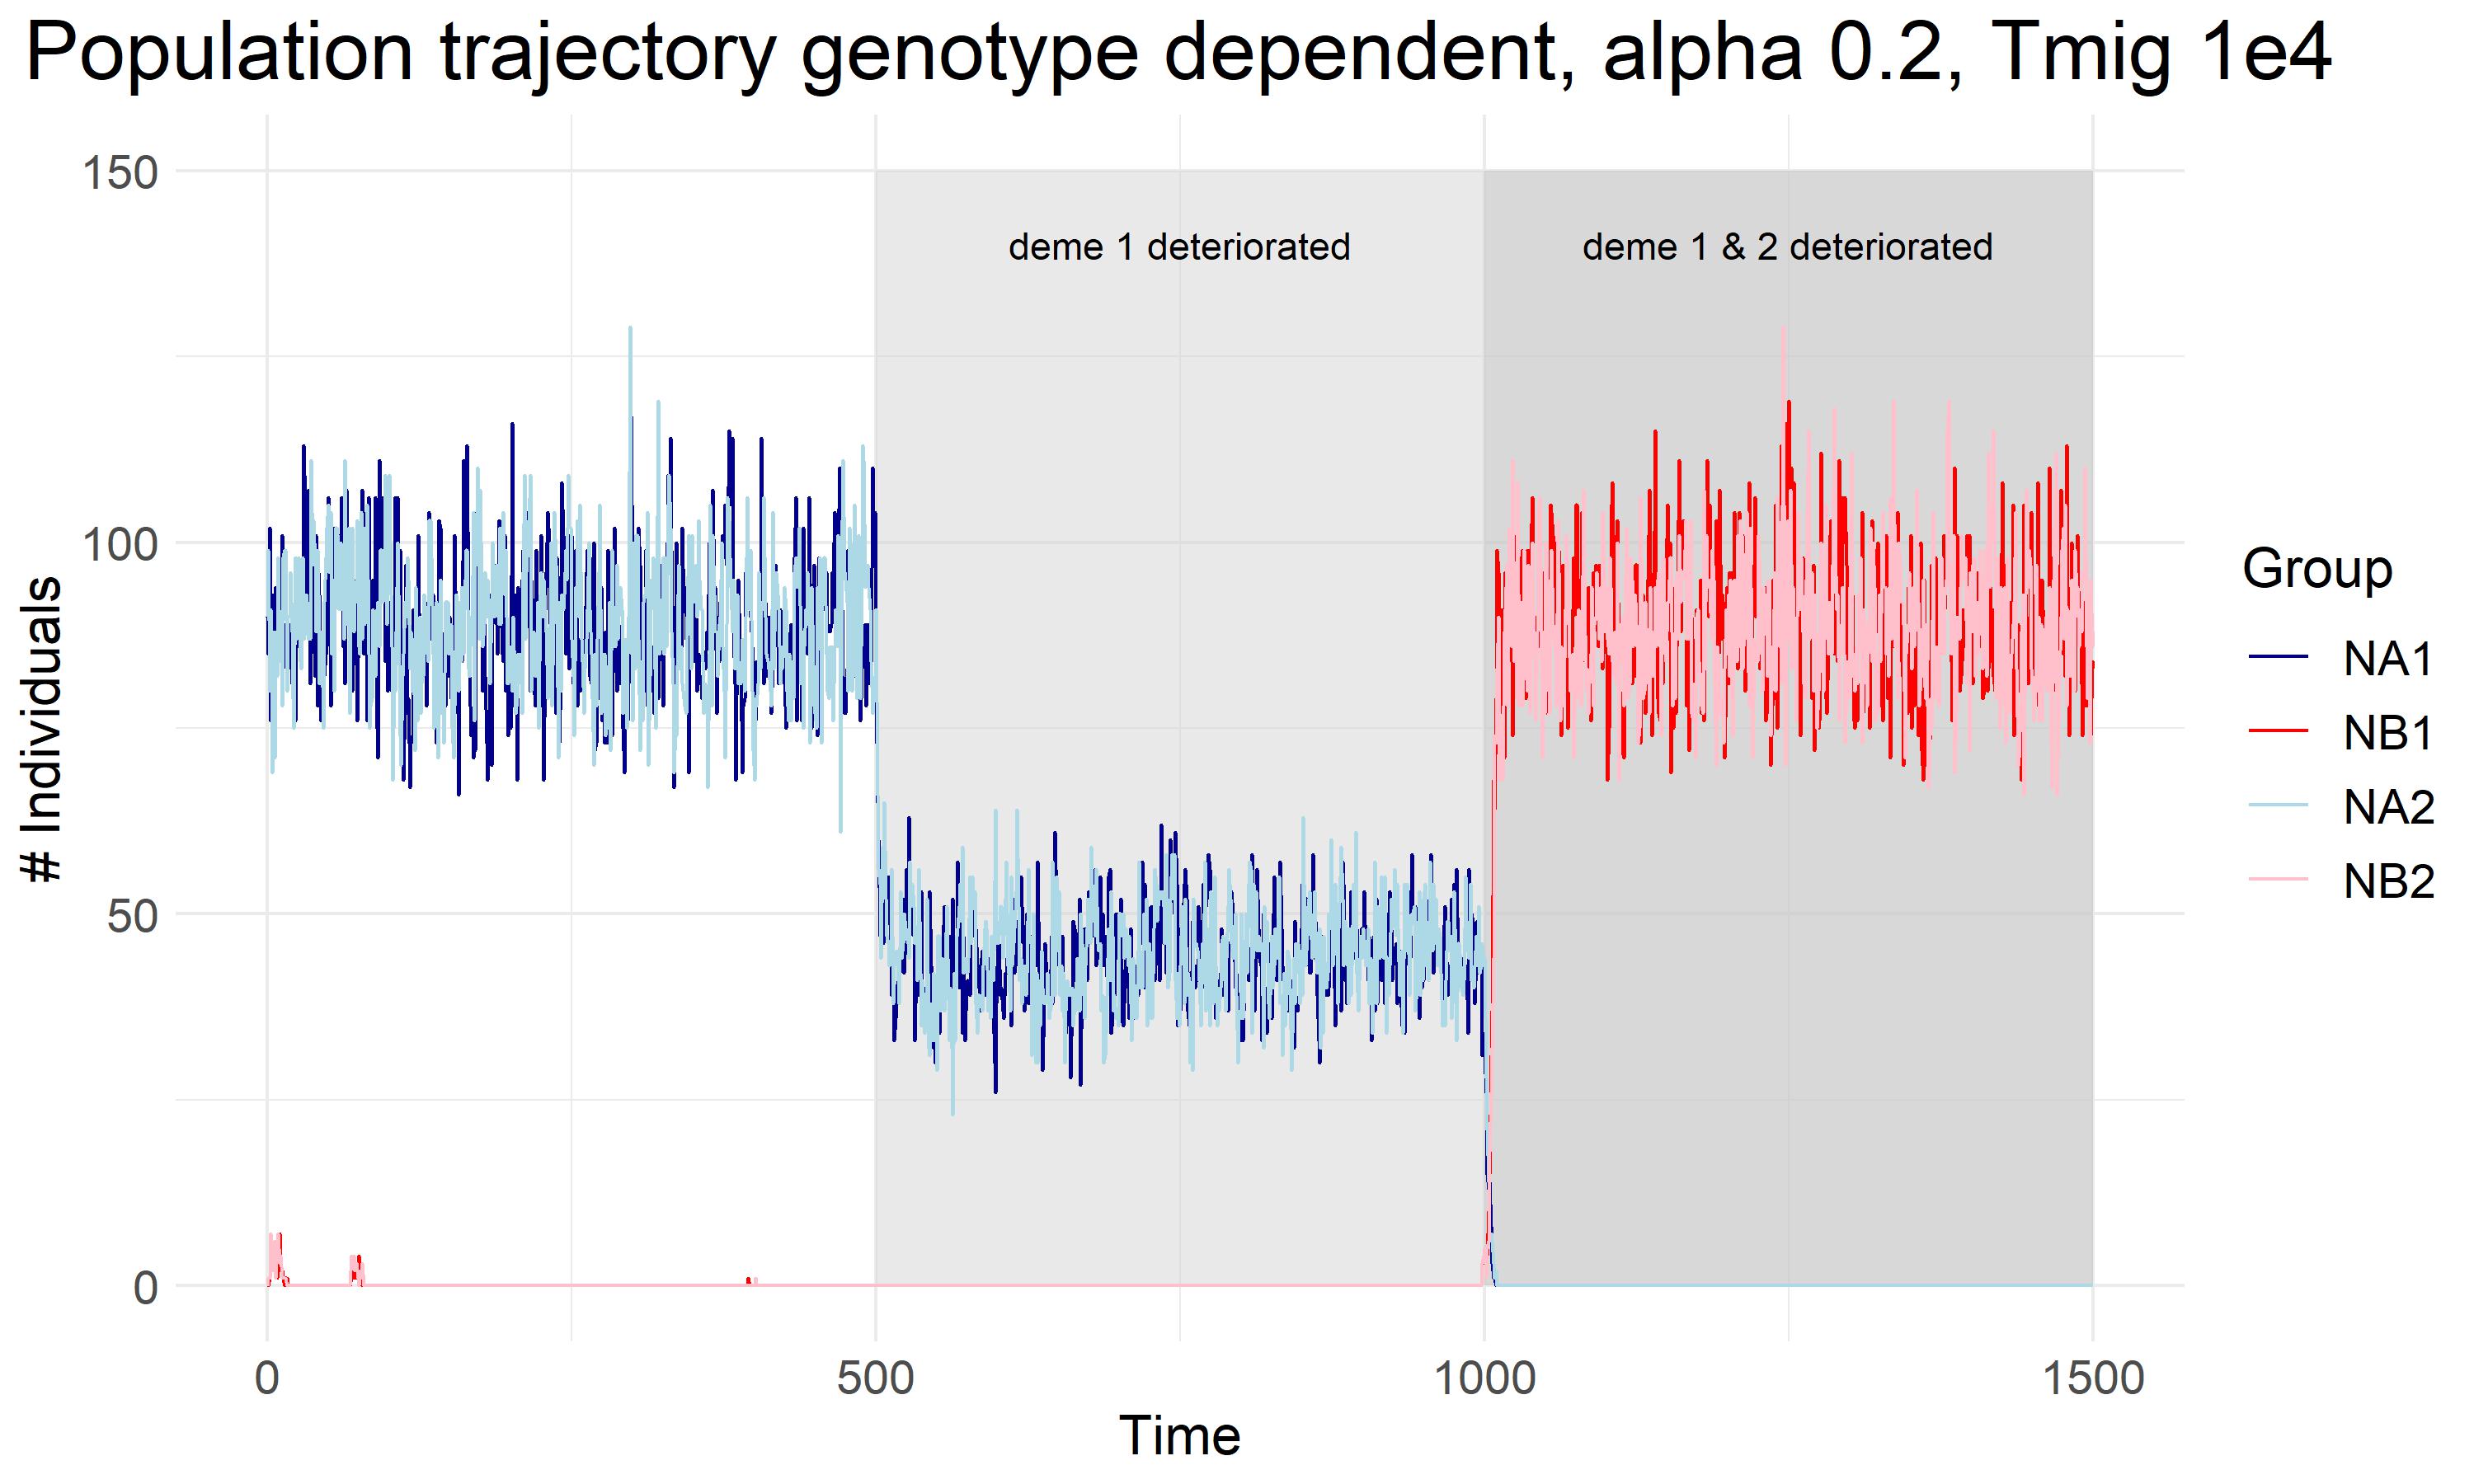 Population trajectory genotype dependent, alpha 0.2, Tmig 1e4
150
100
50
0
# Individuals
deme 1 deteriorated
deme 1 & 2 deteriorated
0
500
1000
1500
Time
Group
NA1
NB1
NA2
NB2